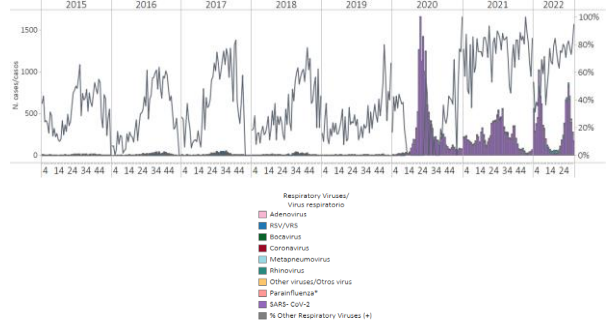 2015 2016 2017 2018 2019 2020 2021 2022
N. cases/casos
1500
1000
500
0
100%
80%
60%
40%
20%
0%
4 14 24 34 44 4 14 24 34 44 4 14 24 34 44 4 14 24 34 44 4 14 24 34 44 4 14 24 34 44 4 14 24 34 44 4 14 24
Respiratory Viruses/
Virus respiratorio
Adenovirus
RSV/VRS
Bocavirus
Coronavirus
Metapneumovirus
Rhinovirus
Other viruses/Otros virus
Parainfluenza*
SARS- CoV-2
% Other Respiratory Viruses (+)